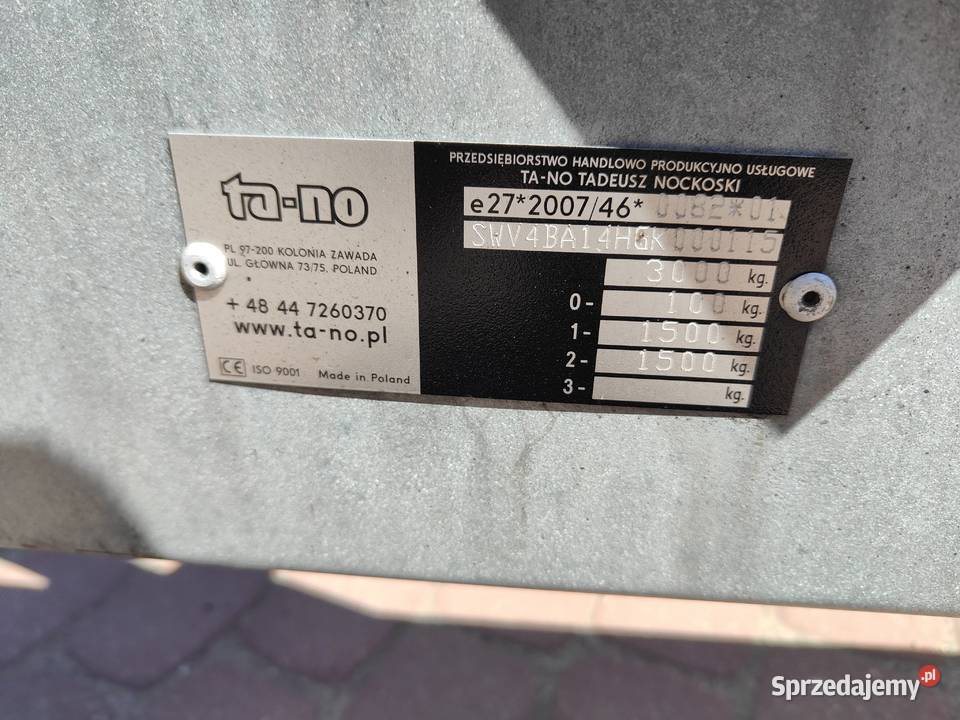 ta-no
PL 97-200 KOLONIA ZAWADA
UL. GŁOWNA 73/75. POLAND
+ 48 44 7260370
www.ta-no.pl
CE ISO 9001 Made in Poland
PRZEDSIĘBIORSTWO HANDLOWO PRODUKCYJNO USŁUGOWE
TA-NO TADEUSZ NOCKOSKI
e27*2007/46* 0082*01
SWV4BA14HGK000115
3000 kg.
0- 100 kg.
1- 1500 kg.
2- 1500 kg.
3- kg.
Sprzedajemy.pl